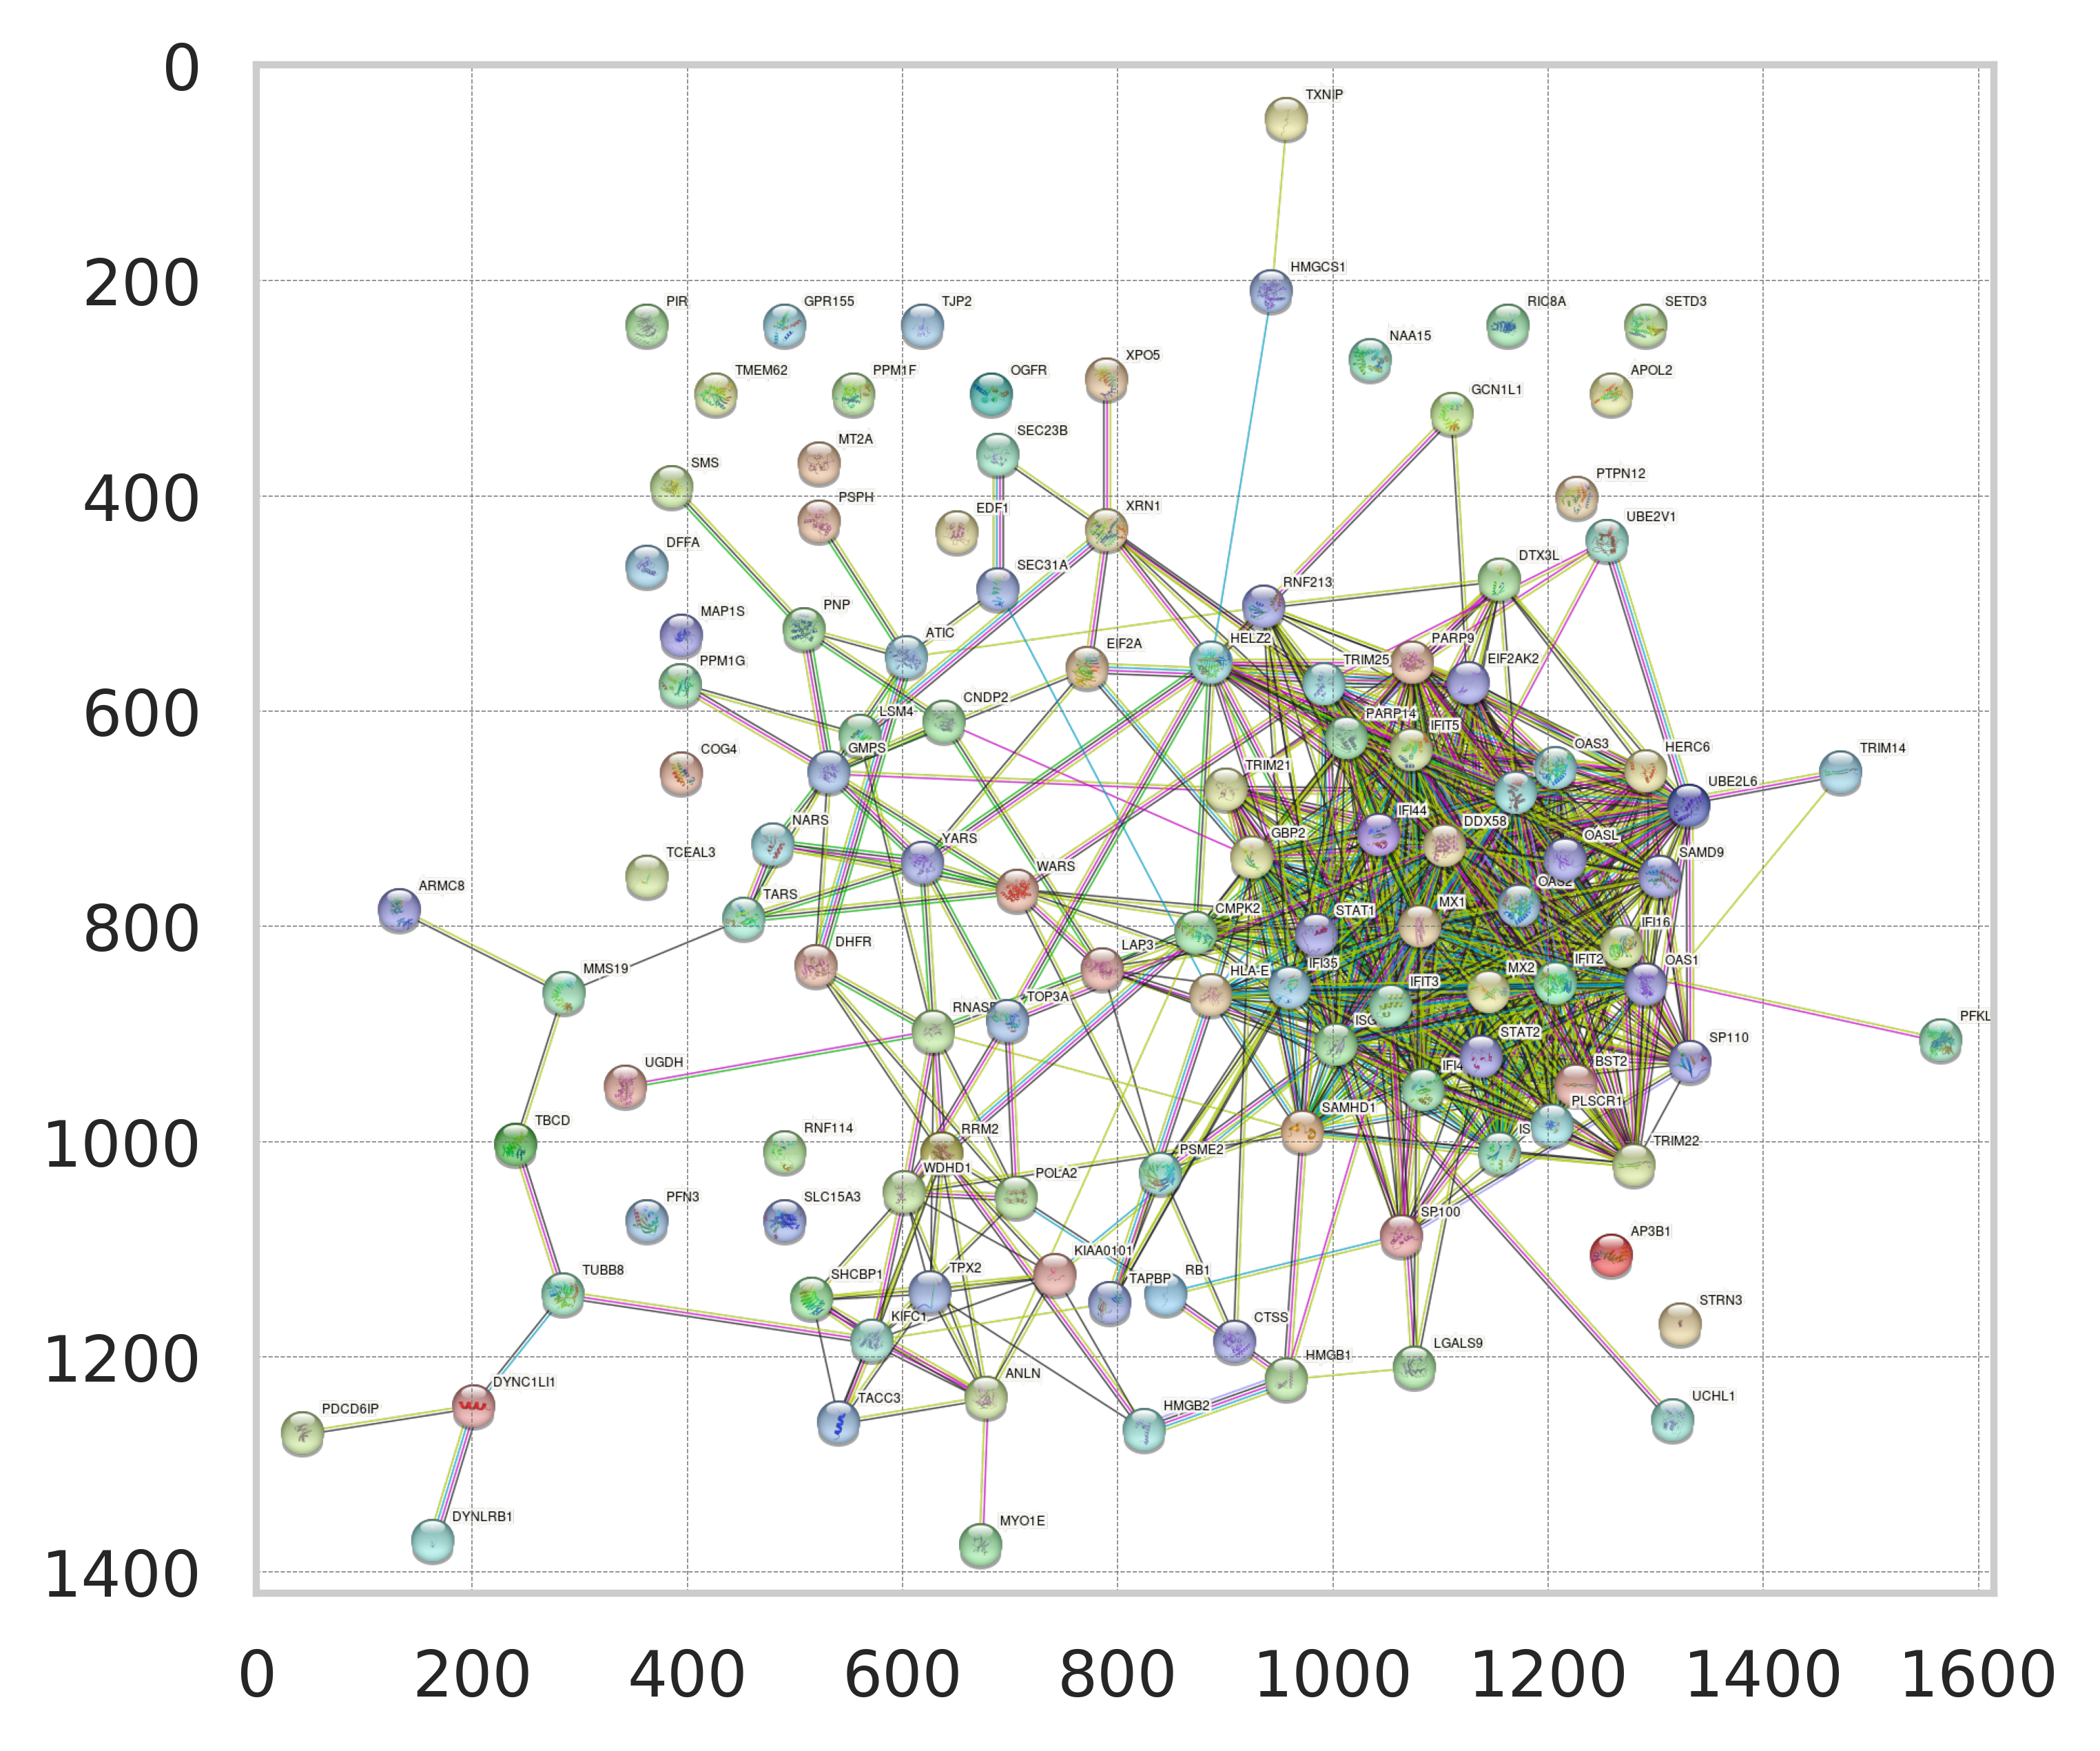 0
200
400
600
800
1000
1200
1400
TXNIP
HMGCS1
PIR
GPR155
TJP2
RIC8A
SETD3
NAA15
XPO5
TMEM62
PPM1F
OGFR
APOL2
GCN1L1
SEC23B
MT2A
SMS
PTPN12
PSPH
EDF1
XRN1
UBE2V1
DFFA
SEC31A
DTX3L
RNF213
MAP1S
PNP
ATIC
EIF2A
HELZ2
PARP9
TRIM25
EIF2AK2
PPM1G
CNDP2
LSM4
PARP14
IFIT5
COG4
GMPS
OAS3
HERC6
TRIM14
TRIM21
UBE2L6
NARS
YARS
GBP2
IFI44
DDX58
OASL
TCEAL3
WARS
SAMD9
ARMC8
TARS
OAS2
CMPK2
STAT1
MX1
IFI16
DHFR
LAP3
MMS19
HLA-E
IFI35
IFIT3
MX2
IFIT2
OAS1
TOP3A
STAT2
SP110
PFKL
UGDH
BST2
TBCD
RNF114
RRM2
SAMHD1
PLSCR1
TRIM22
WDHD1
POLA2
PSME2
PFN3
SLC15A3
SP100
AP3B1
KIAA0101
TUBB8
SHCBP1
TPX2
TAPBP
RB1
STRN3
KIFC1
CTSS
HMGB1
LGALS9
DYNC1LI1
ANLN
TACC3
PDCD6IP
HMGB2
UCHL1
DYNLRB1
MYO1E
0 200 400 600 800 1000 1200 1400 1600